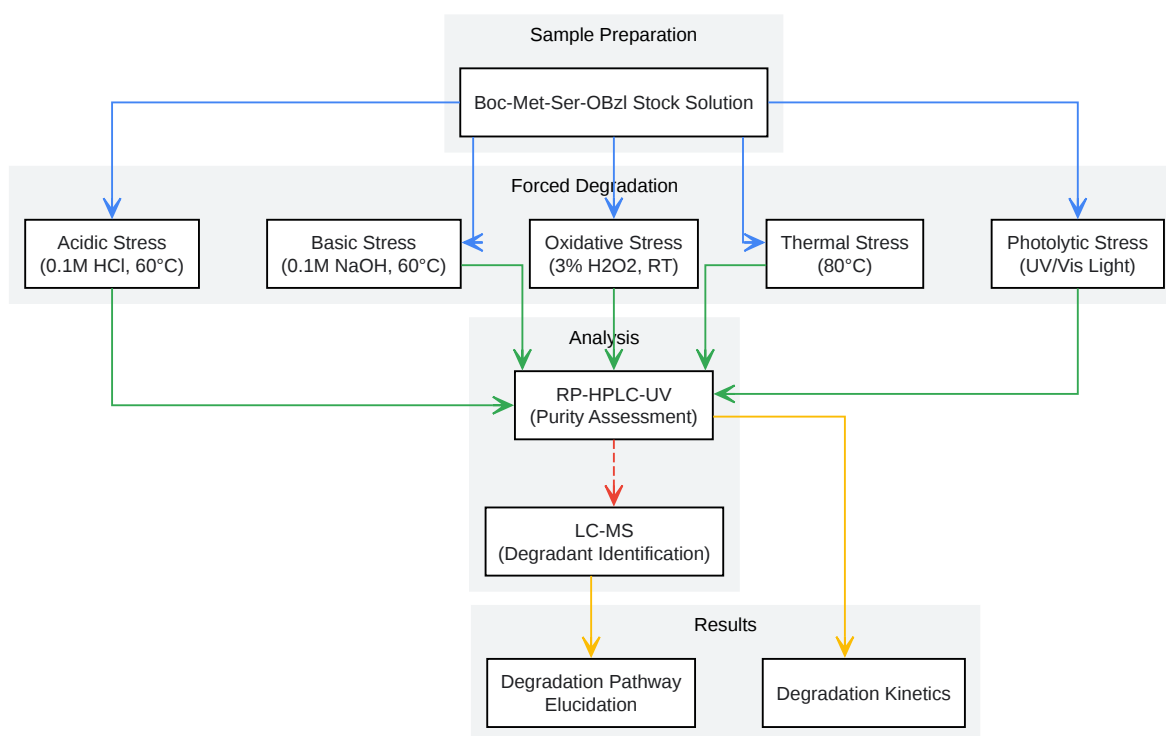 Sample Preparation
Boc-Met-Ser-OBzl Stock Solution
Forced Degradation
Acidic Stress
(0.1M HCl, 60°C)
Basic Stress
(0.1M NaOH, 60°C)
Oxidative Stress
(3% H2O2, RT)
Thermal Stress
(80°C)
Photolytic Stress
(UV/Vis Light)
Analysis
RP-HPLC-UV
(Purity Assessment)
LC-MS
(Degradant Identification)
Results
Degradation Pathway
Elucidation
Degradation Kinetics